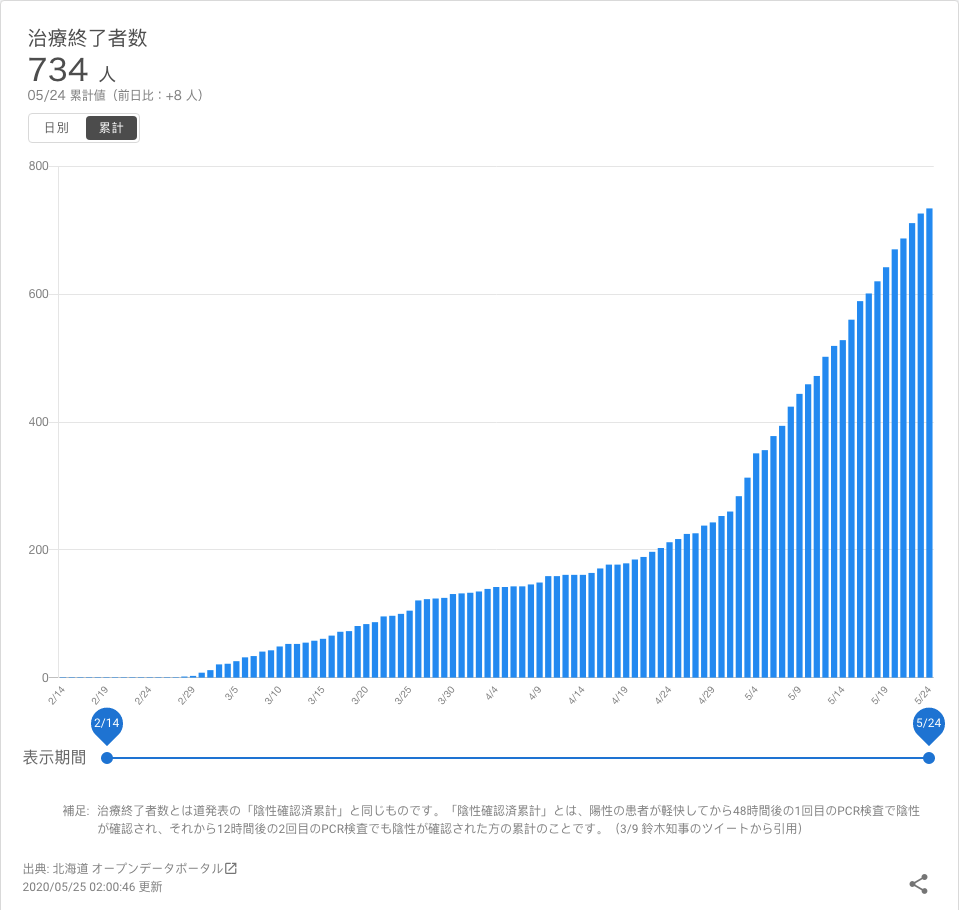 治療終了者数
734 人
05/24 累計値（前日比：+8 人）
日別 累計
800
600
400
200
0
2/14 2/19 2/24 2/29 3/5 3/10 3/15 3/20 3/25 3/30 4/4 4/9 4/14 4/19 4/24 4/29 5/4 5/9 5/14 5/19 5/24
2/14 5/24
表示期間
補足: 治療終了者数とは道発表の「陰性確認済累計」と同じものです。「陰性確認済累計」とは、陽性の患者が軽快してから48時間後の1回目のPCR検査で陰性
が確認され、それから12時間後の2回目のPCR検査でも陰性が確認された方の累計のことです。（3/9 鈴木知事のツイートから引用）
出典: 北海道 オープンデータポータル
2020/05/25 02:00:46 更新